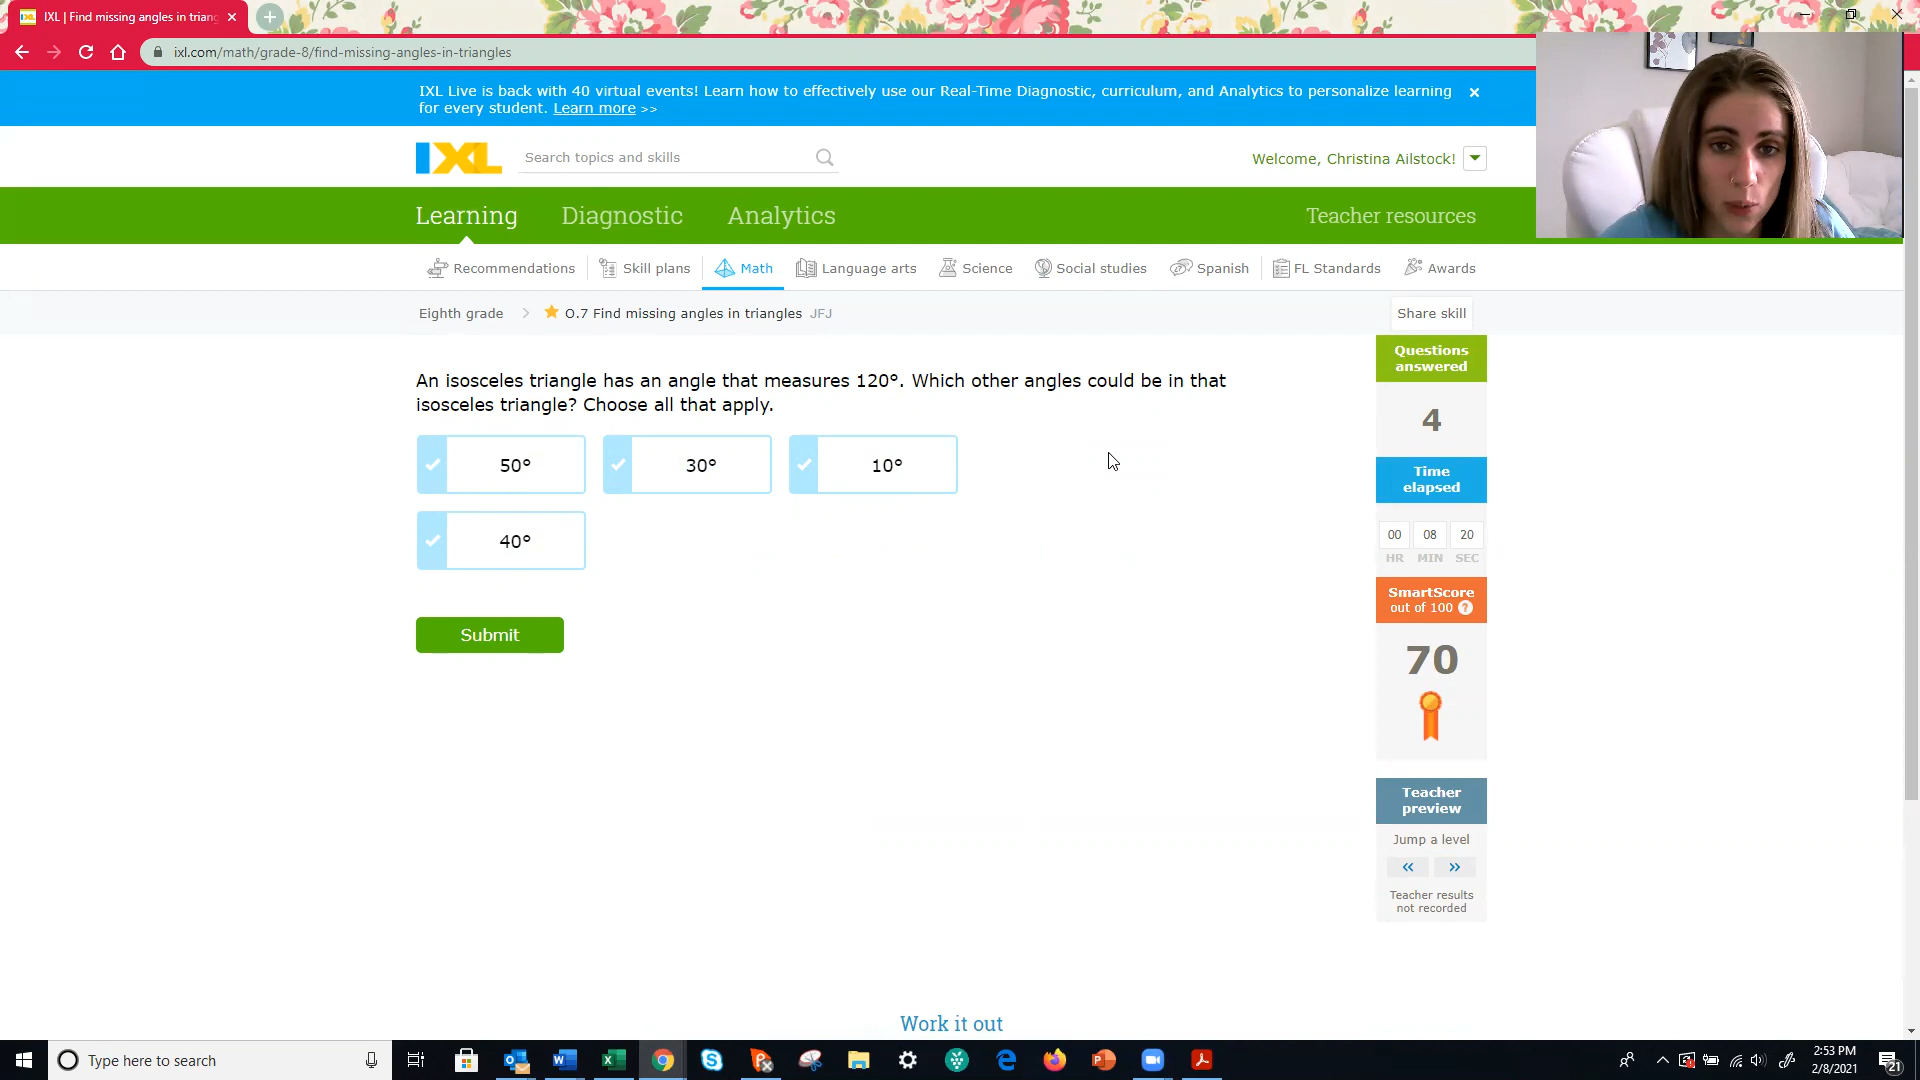 IXL | Find missing angles in triang
ixl.com/math/grade-8/find-missing-angles-in-triangles
IXL Live is back with 40 virtual events! Learn how to effectively use our Real-Time Diagnostic, curriculum, and Analytics to personalize learning
for every student. Learn more >>
IXL
Search topics and skills
Welcome, Christina Ailstock!
Learning Diagnostic Analytics Teacher resources
Recommendations Skill plans Math Language arts Science Social studies Spanish FL Standards Awards
Eighth grade > O.7 Find missing angles in triangles JFJ
Share skill
An isosceles triangle has an angle that measures 120°. Which other angles could be in that
isosceles triangle? Choose all that apply.
50° 30° 10°
40°
Submit
Questions
answered
4
Time
elapsed
00 08 20
HR MIN SEC
SmartScore
out of 100 ?
70
Teacher
preview
Jump a level
« »
Teacher results
not recorded
Work it out
Type here to search
2:53 PM
2/8/2021
21